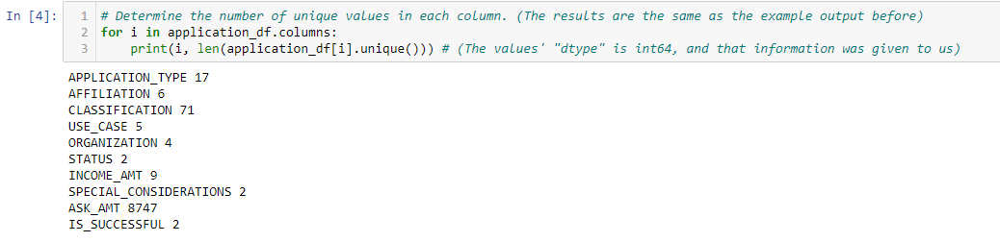 In [4]:
1 # Determine the number of unique values in each column. (The results are the same as the example output before)
2 for i in application_df.columns:
3     print(i, len(application_df[i].unique())) # (The values' "dtype" is int64, and that information was given to us)
APPLICATION_TYPE 17
AFFILIATION 6
CLASSIFICATION 71
USE_CASE 5
ORGANIZATION 4
STATUS 2
INCOME_AMT 9
SPECIAL_CONSIDERATIONS 2
ASK_AMT 8747
IS_SUCCESSFUL 2